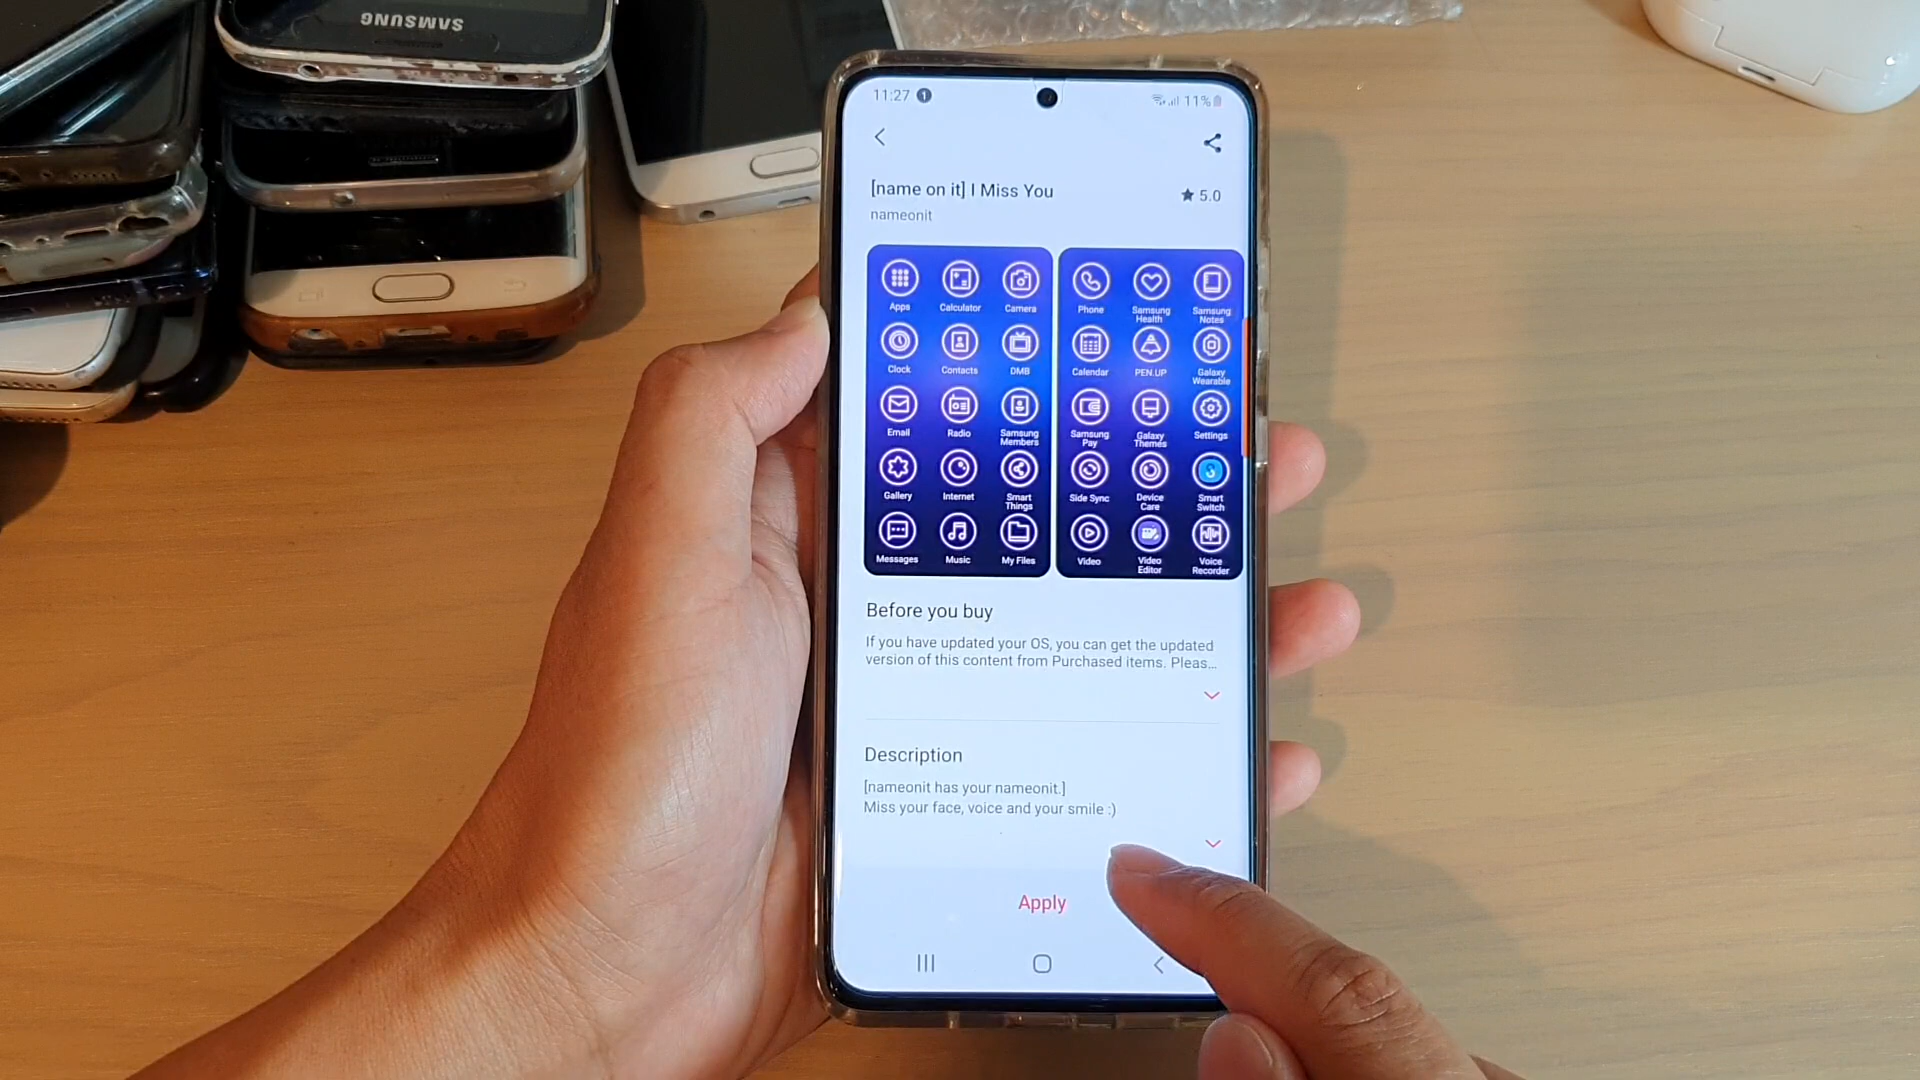 SAMSUNG
11:27 1
11%
[name on it] I Miss You
★ 5.0
nameonit
Apps Calculator Camera
Clock Contacts DMB
Email Radio Samsung Members
Gallery Internet Smart Things
Messages Music My Files
Phone Samsung Health Samsung Notes
Calendar PEN.UP Galaxy Wearable
Samsung Pay Galaxy Themes Settings
Side Sync Device Care Smart Switch
Video Video Editor Voice Recorder
Before you buy
If you have updated your OS, you can get the updated
version of this content from Purchased items. Pleas...
Description
[nameonit has your nameonit.]
Miss your face, voice and your smile :)
Apply